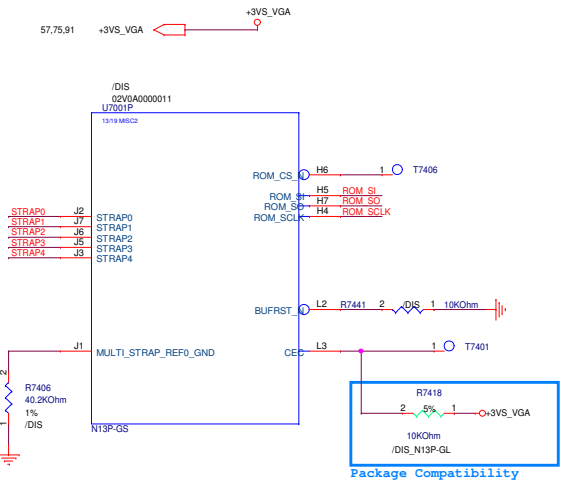 +3VS_VGA
57,75,91 +3VS_VGA
/DIS
02V0A0000011
U7001P
13/19 MISC2
ROM_CS_N H6 1 T7406
ROM_SI H5 ROM_SI
ROM_SO H7 ROM_SO
ROM_SCLK H4 ROM_SCLK
STRAP0 J2 STRAP0
STRAP1 J7 STRAP1
STRAP2 J6 STRAP2
STRAP3 J5 STRAP3
STRAP4 J3 STRAP4
BUFRST_N L2 R7441 2 /DIS 1 10KOhm
J1 MULTI_STRAP_REF0_GND
CEC L3 1 T7401
2
R7406
40.2KOhm
1%
/DIS
1
N13P-GS
R7418
2 5% 1 +3VS_VGA
10KOhm
/DIS_N13P-GL
Package Compatibility